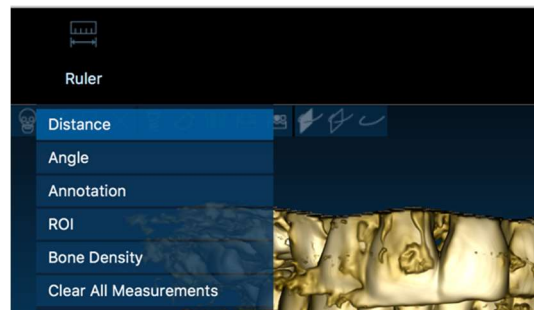 Ruler
Distance
Angle
Annotation
ROI
Bone Density
Clear All Measurements